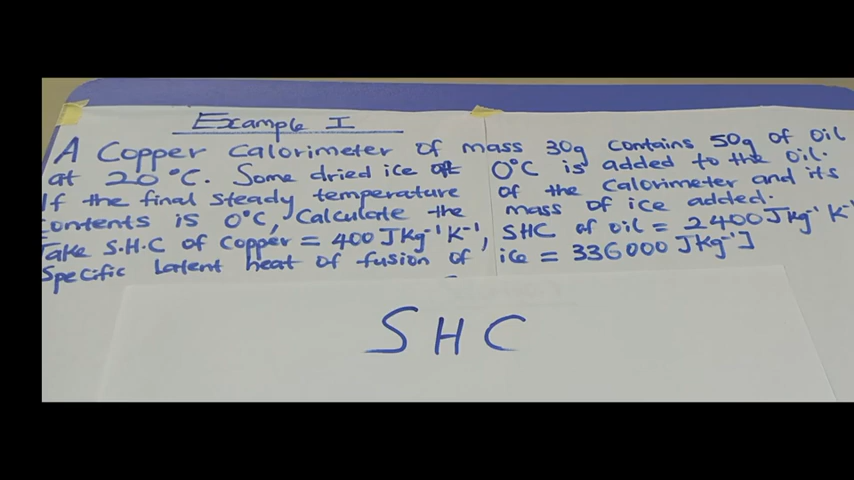 Example I
A Copper Calorimeter of mass 30g contains 50g of Oil
at 20°C. Some dried ice at 0°C is added to the Oil.
If the final steady temperature of the Calorimeter and its
contents is 0°C, Calculate the mass of ice added.
Take S.H.C of Copper = 400 JKg⁻¹K⁻¹, SHC of oil = 2400 JKg⁻¹ K⁻
Specific Latent heat of fusion of ice = 336000 JKg⁻¹]
SHC